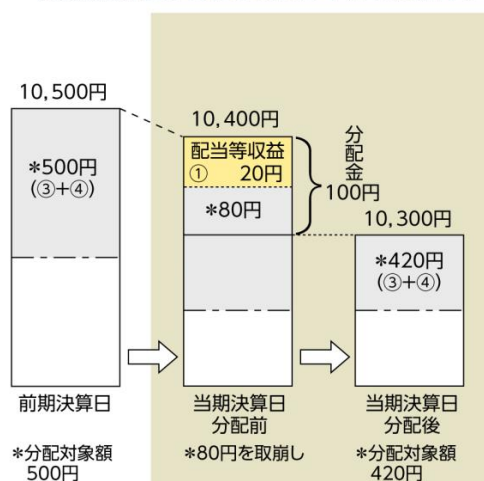 10,500円
*500円
(③+④)
10,400円
配当等収益
① 20円
*80円
分配金
100円
10,300円
*420円
(③+④)
前期決算日
当期決算日
分配前
当期決算日
分配後
*分配対象額
500円
*80円を取崩し
*分配対象額
420円